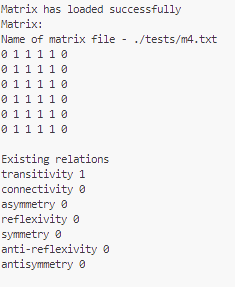 Matrix has loaded successfully
Matrix:
Name of matrix file - ./tests/m4.txt
0 1 1 1 1 0
0 1 1 1 1 0
0 1 1 1 1 0
0 1 1 1 1 0
0 1 1 1 1 0
0 1 1 1 1 0
Existing relations
transitivity 1
connectivity 0
asymmetry 0
reflexivity 0
symmetry 0
anti-reflexivity 0
antisymmetry 0